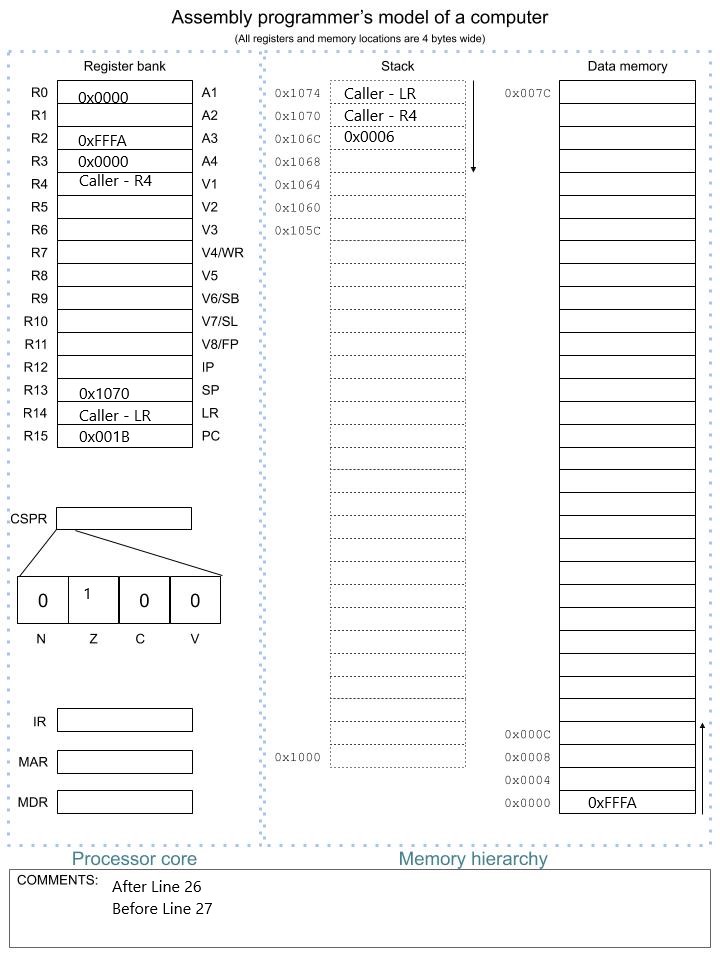 Assembly programmer’s model of a computer
(All registers and memory locations are 4 bytes wide)
Register bank
R0 0x0000 A1
R1 A2
R2 0xFFFA A3
R3 0x0000 A4
R4 Caller - R4 V1
R5 V2
R6 V3
R7 V4/WR
R8 V5
R9 V6/SB
R10 V7/SL
R11 V8/FP
R12 IP
R13 0x1070 SP
R14 Caller - LR LR
R15 0x001B PC
CSPR
0 1 0 0
N Z C V
IR
MAR
MDR
Processor core
Stack
0x1074 Caller - LR
0x1070 Caller - R4
0x106C 0x0006
0x1068
0x1064
0x1060
0x105C
0x1000
Data memory
0x007C
0x000C
0x0008
0x0004
0x0000 0xFFFA
Memory hierarchy
COMMENTS: After Line 26
Before Line 27